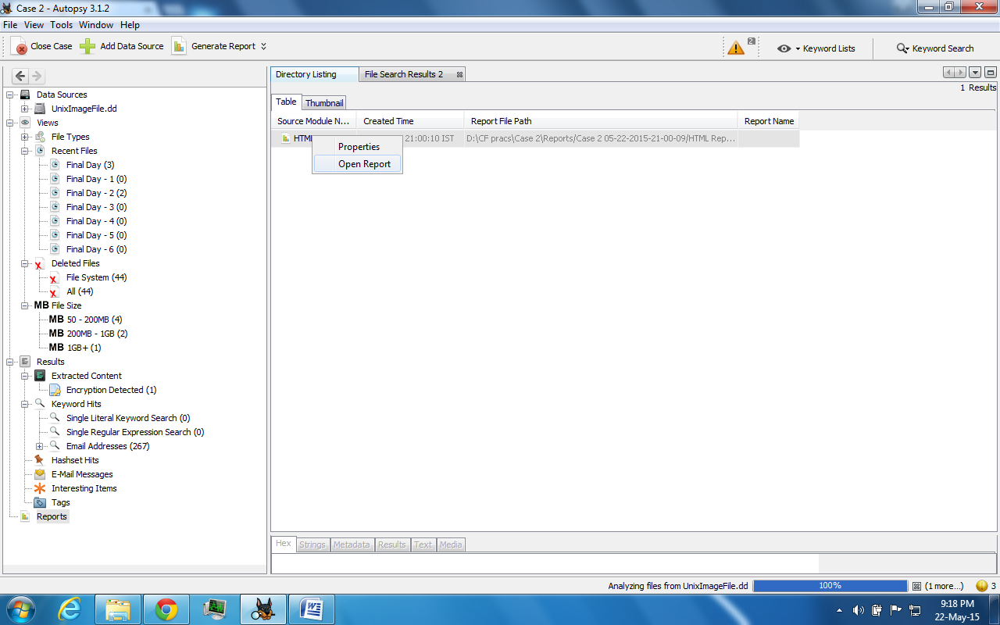 Case 2 - Autopsy 3.1.2
File View Tools Window Help
Close Case Add Data Source Generate Report 2 Keyword Lists Keyword Search
Directory Listing File Search Results 2
1 Results
Table Thumbnail
Source Module N... Created Time Report File Path Report Name
HTML 21:00:10 IST D:\CF pracs\Case 2\Reports/Case 2 05-22-2015-21-00-09/HTML Rep...
Properties
Open Report
Data Sources
UnixImageFile.dd
Views
File Types
Recent Files
Final Day (3)
Final Day - 1 (0)
Final Day - 2 (2)
Final Day - 3 (0)
Final Day - 4 (0)
Final Day - 5 (0)
Final Day - 6 (0)
Deleted Files
File System (44)
All (44)
MB File Size
MB 50 - 200MB (4)
MB 200MB - 1GB (2)
MB 1GB+ (1)
Results
Extracted Content
Encryption Detected (1)
Keyword Hits
Single Literal Keyword Search (0)
Single Regular Expression Search (0)
Email Addresses (267)
Hashset Hits
E-Mail Messages
Interesting Items
Tags
Reports
Hex Strings Metadata Results Text Media
Analyzing files from UnixImageFile.dd 100% (1 more...) 3
9:18 PM
22-May-15